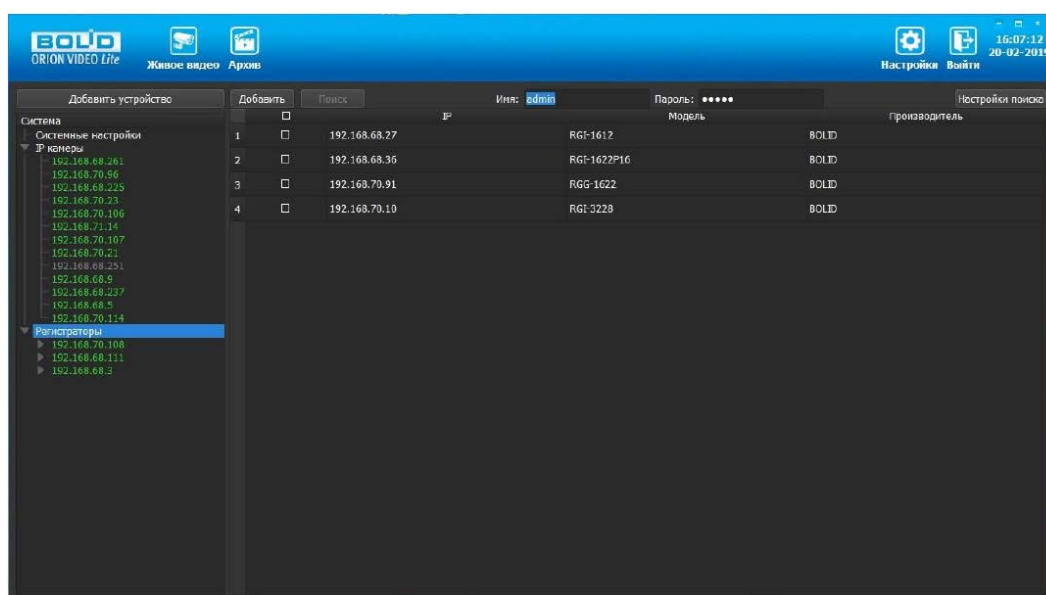 BOLID
ORION VIDEO Lite
Живое видео
Архив
Настройки
Выйти
16:07:12
20-02-201
Добавить устройство
Добавить
Поиск
Имя: admin
Пароль: •••••
Настройки поиска
Система
Системные настройки
IP камеры
192.168.68.261
192.168.70.96
192.168.68.225
192.168.70.23
192.168.70.106
192.168.71.14
192.168.70.107
192.168.70.21
192.168.68.251
192.168.68.9
192.168.68.237
192.168.68.5
192.168.70.114
Регистраторы
192.168.70.108
192.168.68.111
192.168.68.3
IP Модель Производитель
1 192.168.68.27 RGI-1612 BOLID
2 192.168.68.36 RGI-1622P16 BOLID
3 192.168.70.91 RGG-1622 BOLID
4 192.168.70.10 RGI-3228 BOLID